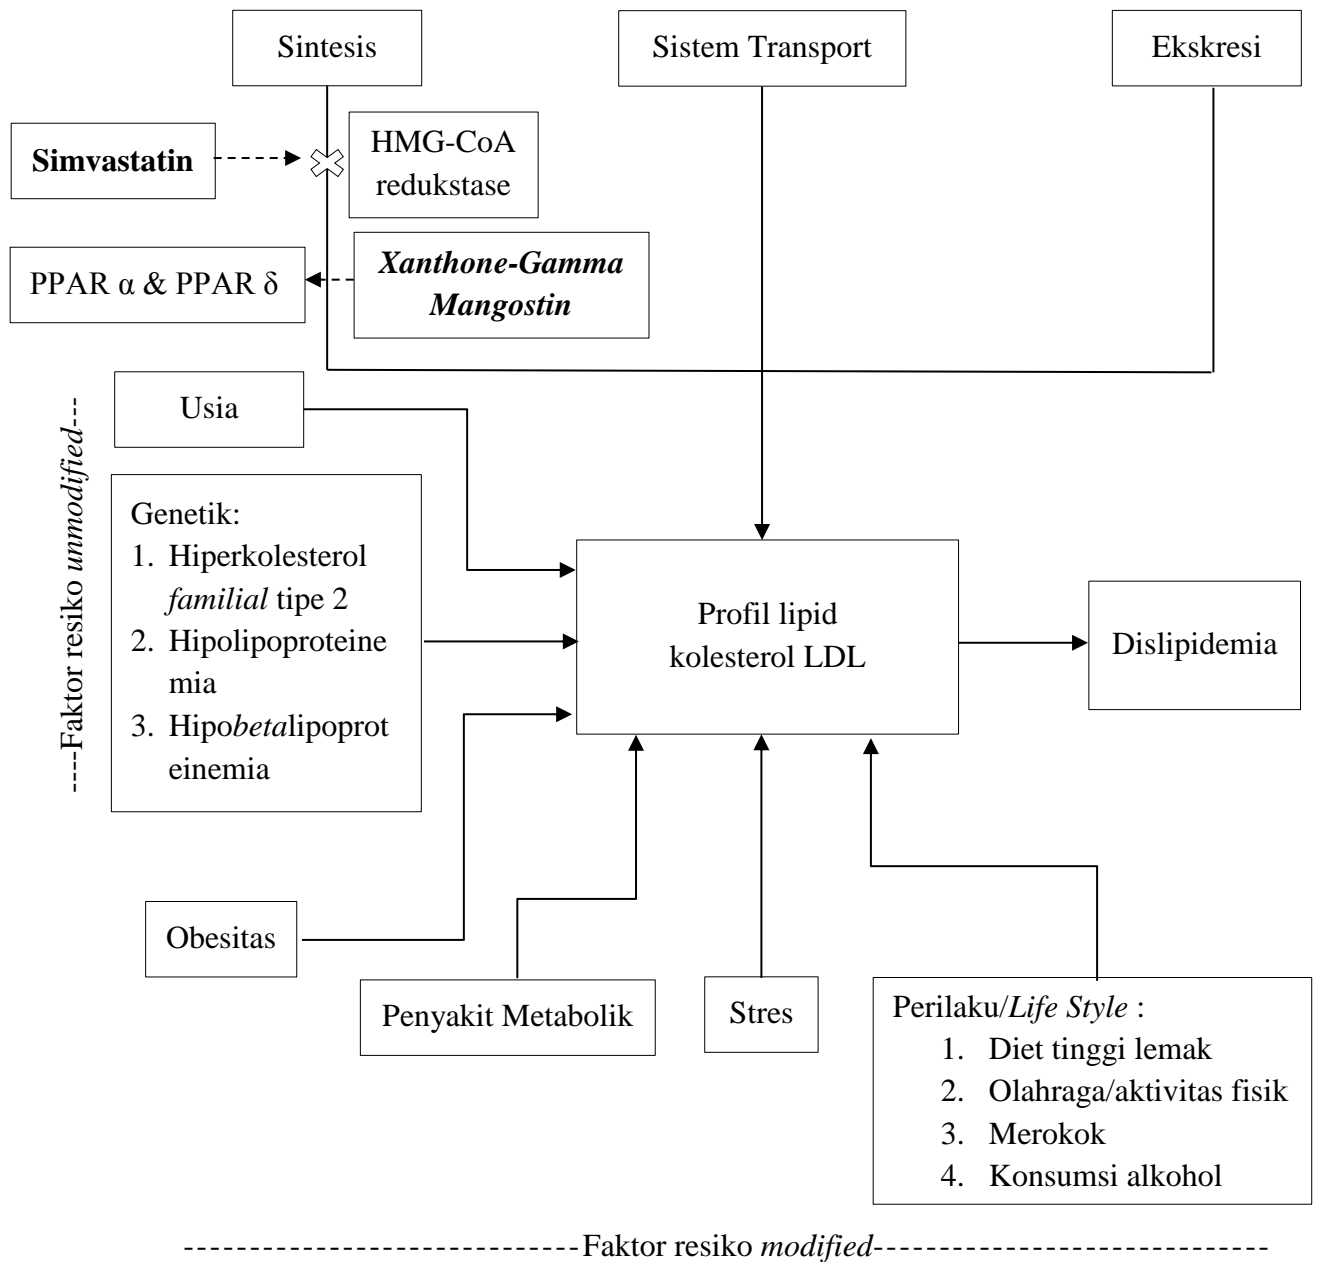 Sintesis
Sistem Transport
Ekskresi
Simvastatin
HMG-CoA
redukstase
PPAR α & PPAR δ
Xanthone-Gamma
Mangostin
Usia
----Faktor resiko unmodified---
Genetik:
1. Hiperkolesterol
familial tipe 2
2. Hipolipoproteine
mia
3. Hipobetalipoprot
einemia
Profil lipid
kolesterol LDL
Dislipidemia
Obesitas
Penyakit Metabolik
Stres
Perilaku/Life Style :
1. Diet tinggi lemak
2. Olahraga/aktivitas fisik
3. Merokok
4. Konsumsi alkohol
------------------------------Faktor resiko modified------------------------------